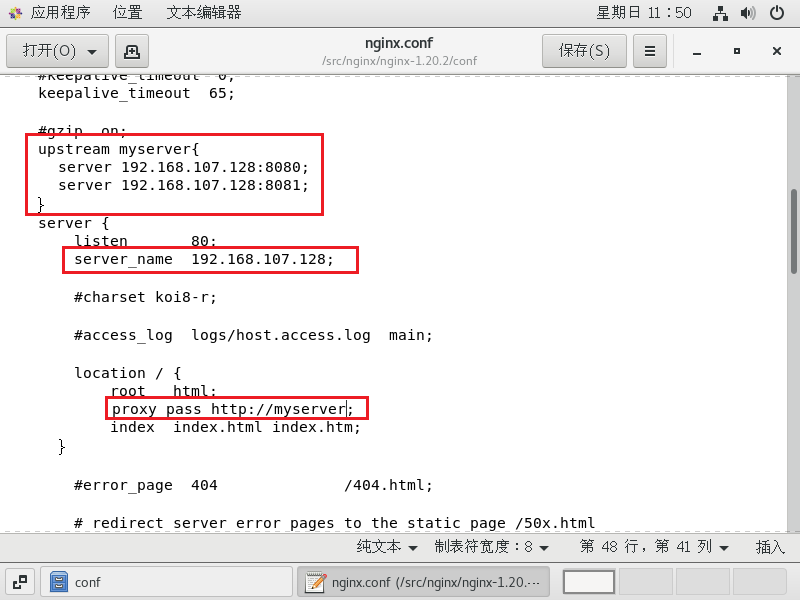 应用程序 位置 文本编辑器 星期日 11∶50
打开(O) nginx.conf 保存(S)
/src/nginx/nginx-1.20.2/conf
#keepalive_timeout  0;
keepalive_timeout  65;
#gzip  on;
upstream myserver{
server 192.168.107.128:8080;
server 192.168.107.128:8081;
}
server {
listen       80;
server_name  192.168.107.128;
#charset koi8-r;
#access_log  logs/host.access.log  main;
location / {
root   html;
proxy pass http://myserver;
index  index.html index.htm;
}
#error_page  404              /404.html;
# redirect server error pages to the static page /50x.html
纯文本 制表符宽度∶8 第 48 行，第 41 列 插入
conf nginx.conf (/src/nginx/nginx-1.20.···